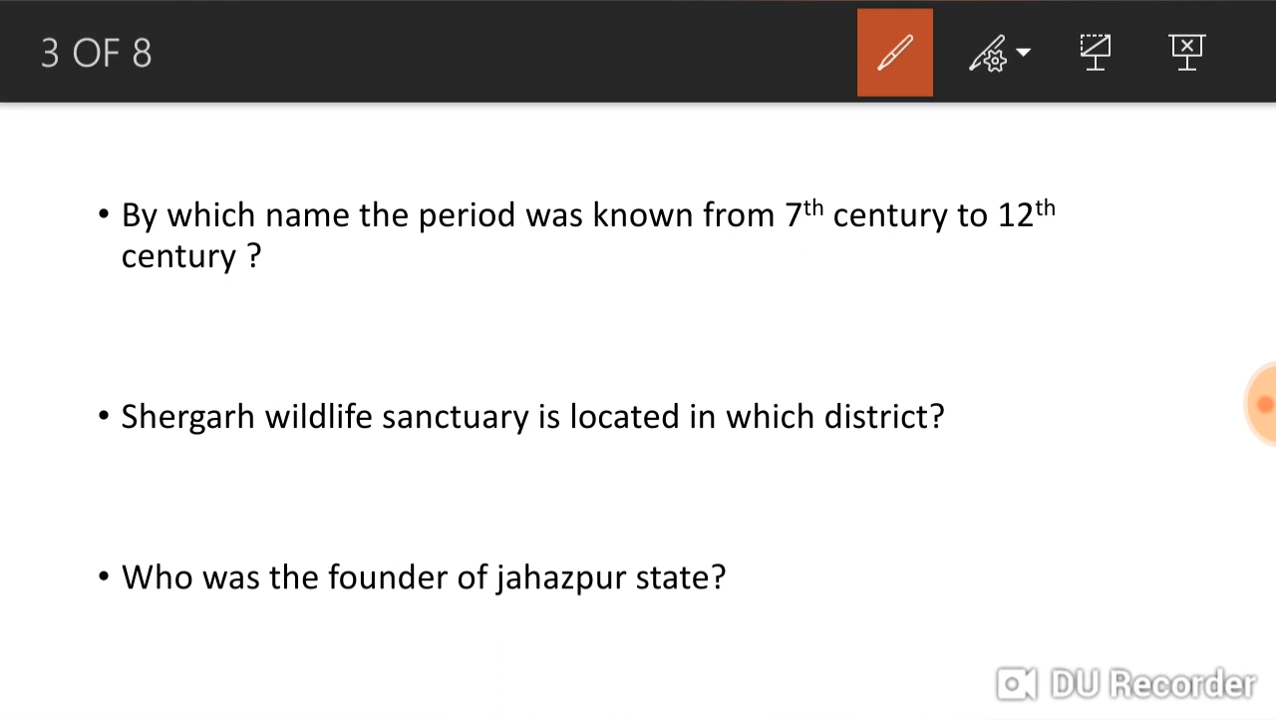 3 OF 8
• By which name the period was known from 7th century to 12th
century ?
• Shergarh wildlife sanctuary is located in which district?
• Who was the founder of jahazpur state?
DU Recorder